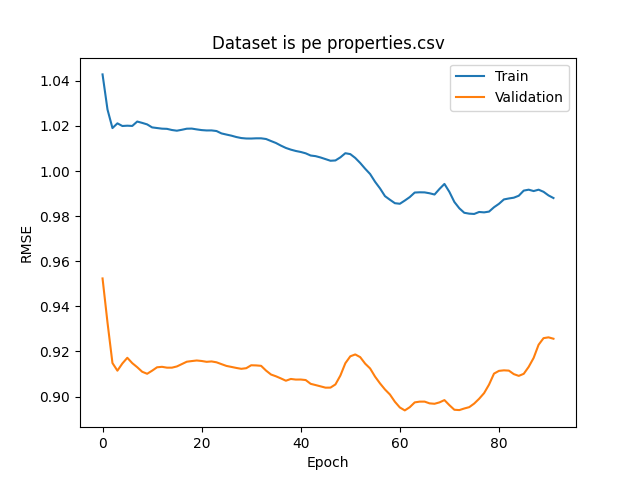 Dataset is pe properties.csv
Train
Validation
1.04
1.02
1.00
0.98
0.96
0.94
0.92
0.90
RMSE
0
20
40
60
80
Epoch